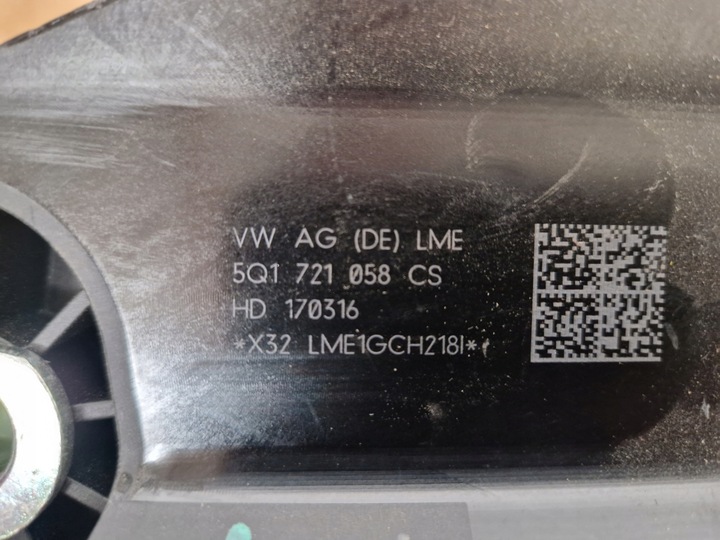 VW AG (DE) LME
5Q1 721 058 CS
HD 170316
*X32 LME1GCH218I*